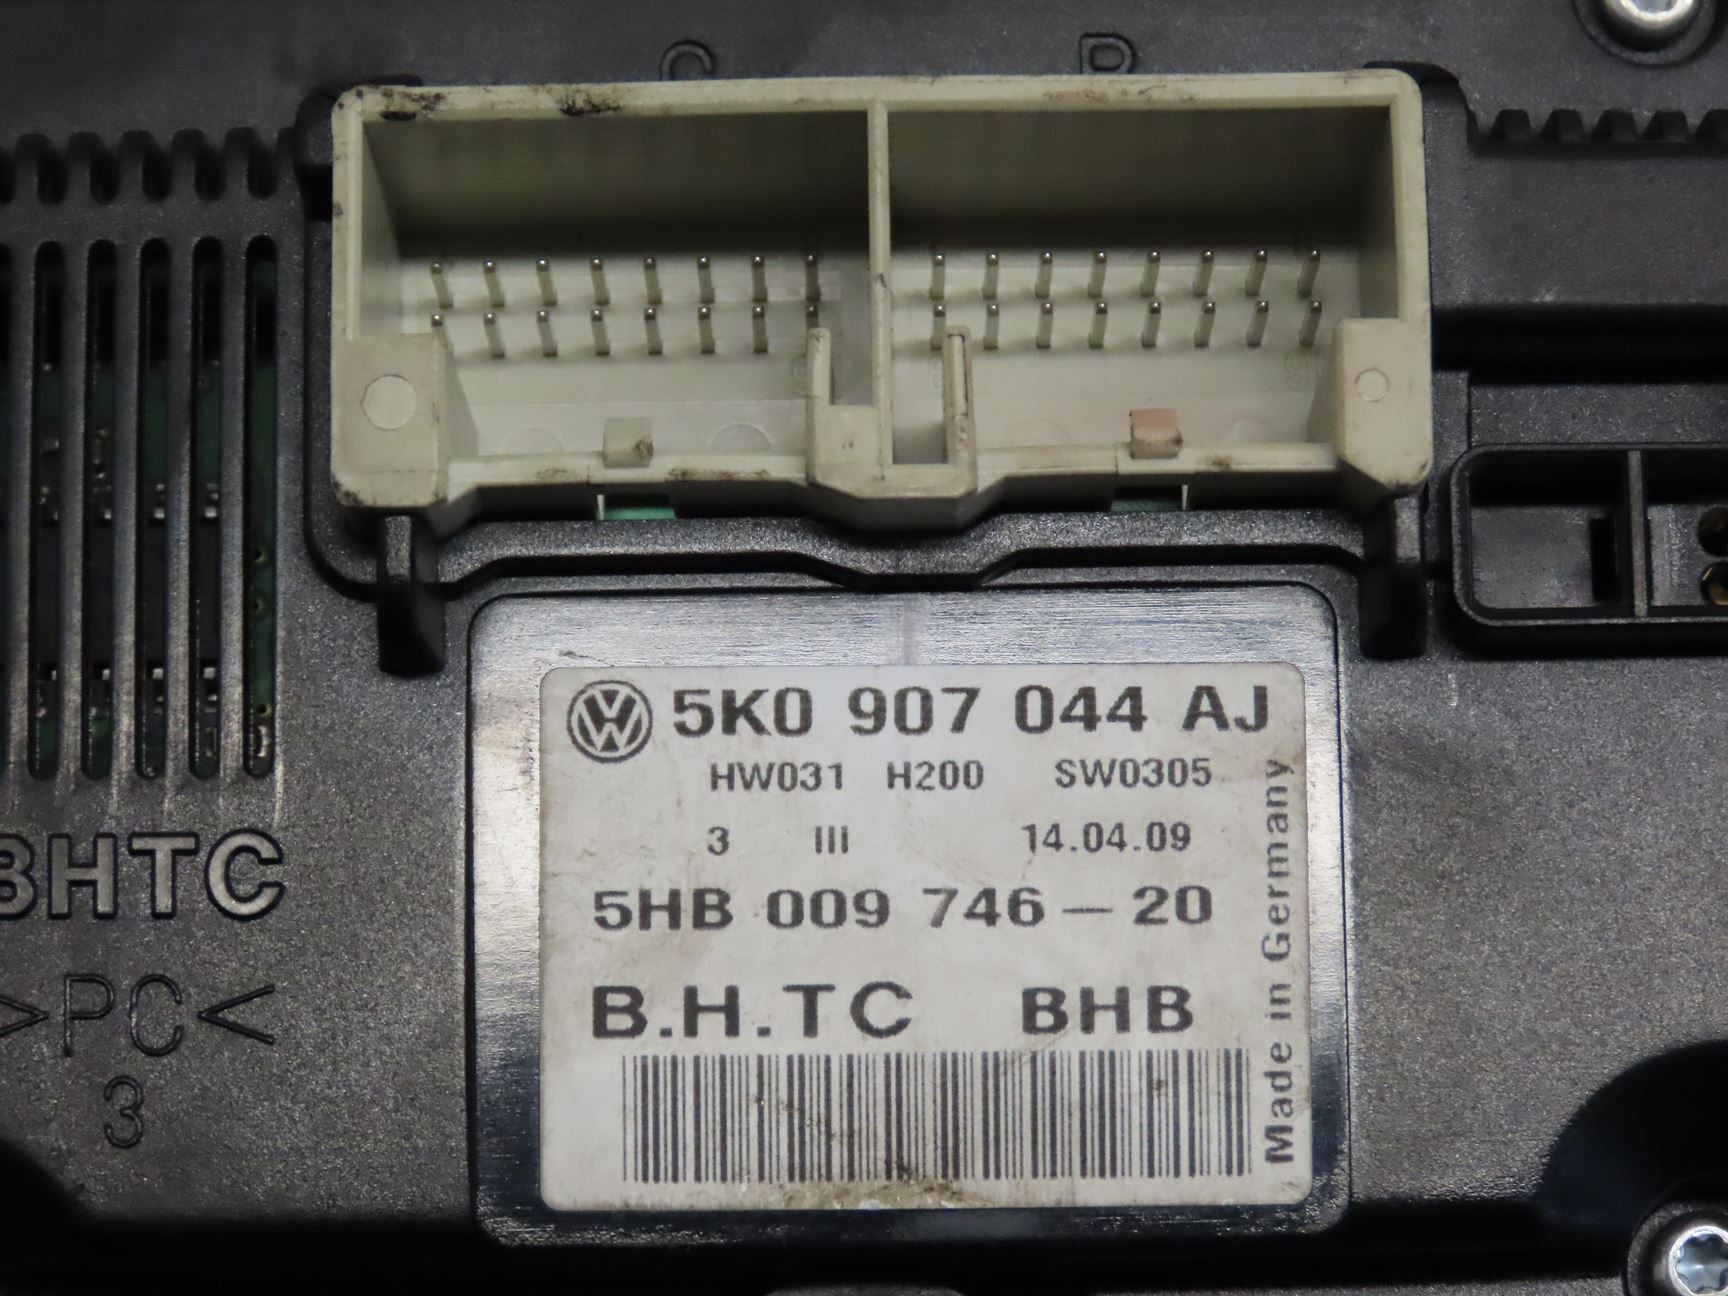 C B
5K0 907 044 AJ
HW031 H200 SW0305
3 III 14.04.09
5HB 009 746-20
B.H.TC BHB
Made in Germany
BHTC
>PC<
3